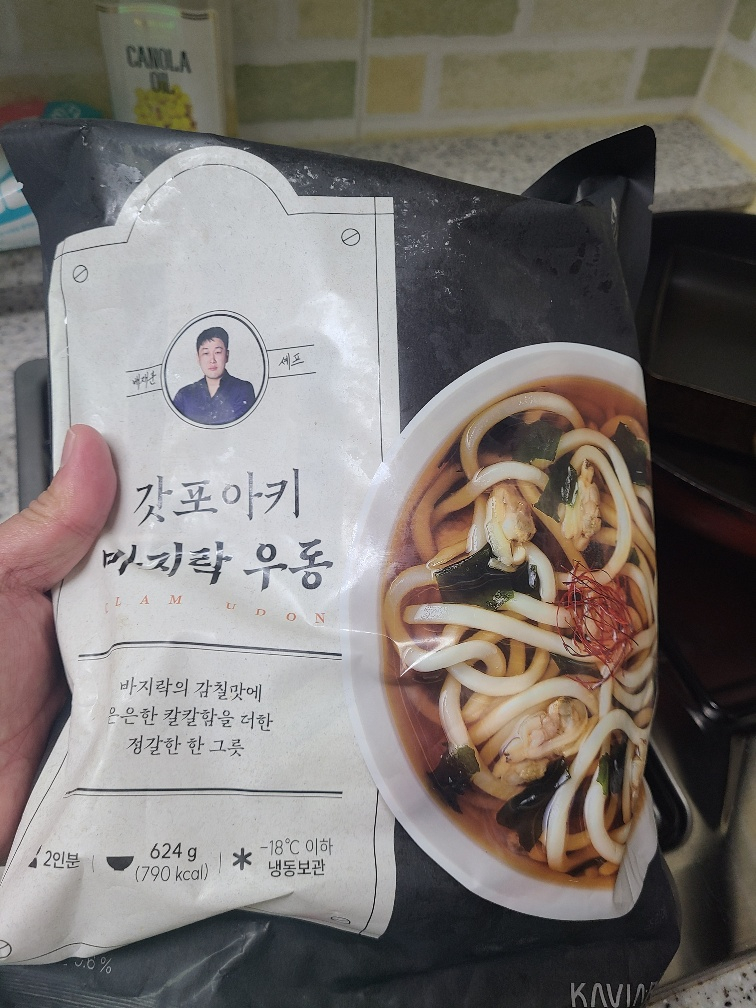 CANOLA
OIL
셰프
갓포아키
바지락 우동
LAM UDON
바지락의 감칠맛에
은은한 칼칼함을 더한
정갈한 한 그릇
2인분
624 g
(790 kcal)
-18℃ 이하
냉동보관